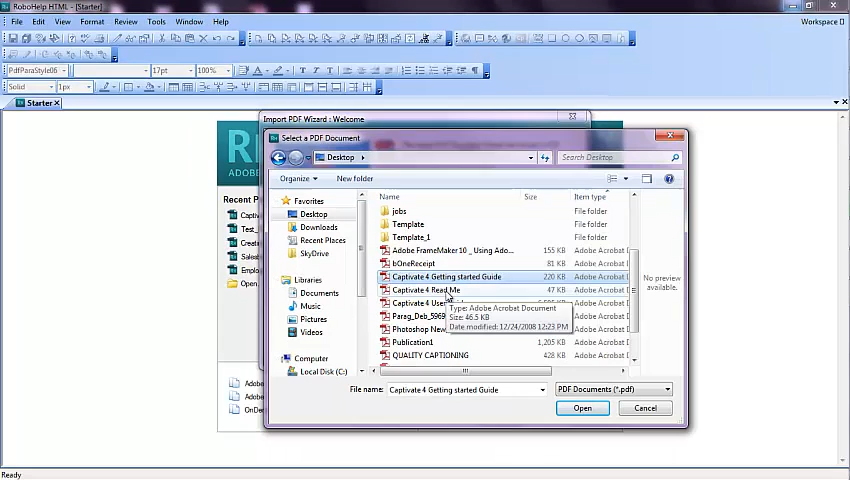 RoboHelp HTML - [Starter]
File Edit View Format Review Tools Window Help
Workspace
PdfParaStyle06 17pt 100%
Solid 1px
Starter
Import PDF Wizard : Welcome
Select a PDF Document
Desktop Search Desktop
Organize New folder
Name Size Item type
Favorites
Desktop
Downloads
Recent Places
SkyDrive
Libraries
Documents
Music
Pictures
Videos
Computer
Local Disk (C:)
jobs File folder
Template File folder
Template_1 File folder
Adobe FrameMaker 10 _ Using Ado... 155 KB Adobe Acrobat D
bOneReceipt 81 KB Adobe Acrobat D
Captivate 4 Getting started Guide 220 KB Adobe Acrobat D
Captivate 4 Read Me 47 KB Adobe Acrobat D
Captivate 4 Adobe Acrobat D
Parag_Deb_5969 Adobe Acrobat D
Photoshop New Adobe Acrobat D
Publication1 1,205 KB Adobe Acrobat D
QUALITY CAPTIONING 428 KB Adobe Acrobat D
Type: Adobe Acrobat Document
Size: 46.5 KB
Date modified: 12/24/2008 12:23 PM
No preview
available.
File name: Captivate 4 Getting started Guide PDF Documents (*.pdf)
Open Cancel
ADOBE
Recent P
Captiv
Test_
Create
Sales
Emplo
Open.
Adobe
Adobe
OnDe
Ready